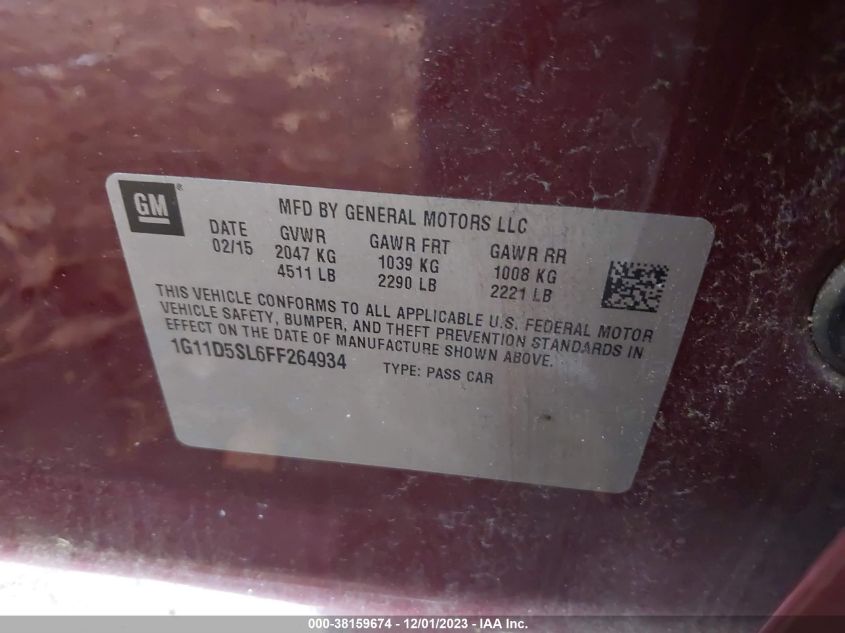 GM®
MFD BY GENERAL MOTORS LLC
DATE GVWR GAWR FRT GAWR RR
02/15 2047 KG 1039 KG 1008 KG
4511 LB 2290 LB 2221 LB
THIS VEHICLE CONFORMS TO ALL APPLICABLE U.S. FEDERAL MOTOR
VEHICLE SAFETY, BUMPER, AND THEFT PREVENTION STANDARDS IN
EFFECT ON THE DATE OF MANUFACTURE SHOWN ABOVE.
1G11D5SL6FF264934 TYPE: PASS CAR
000-38159674 - 12/01/2023 - IAA Inc.